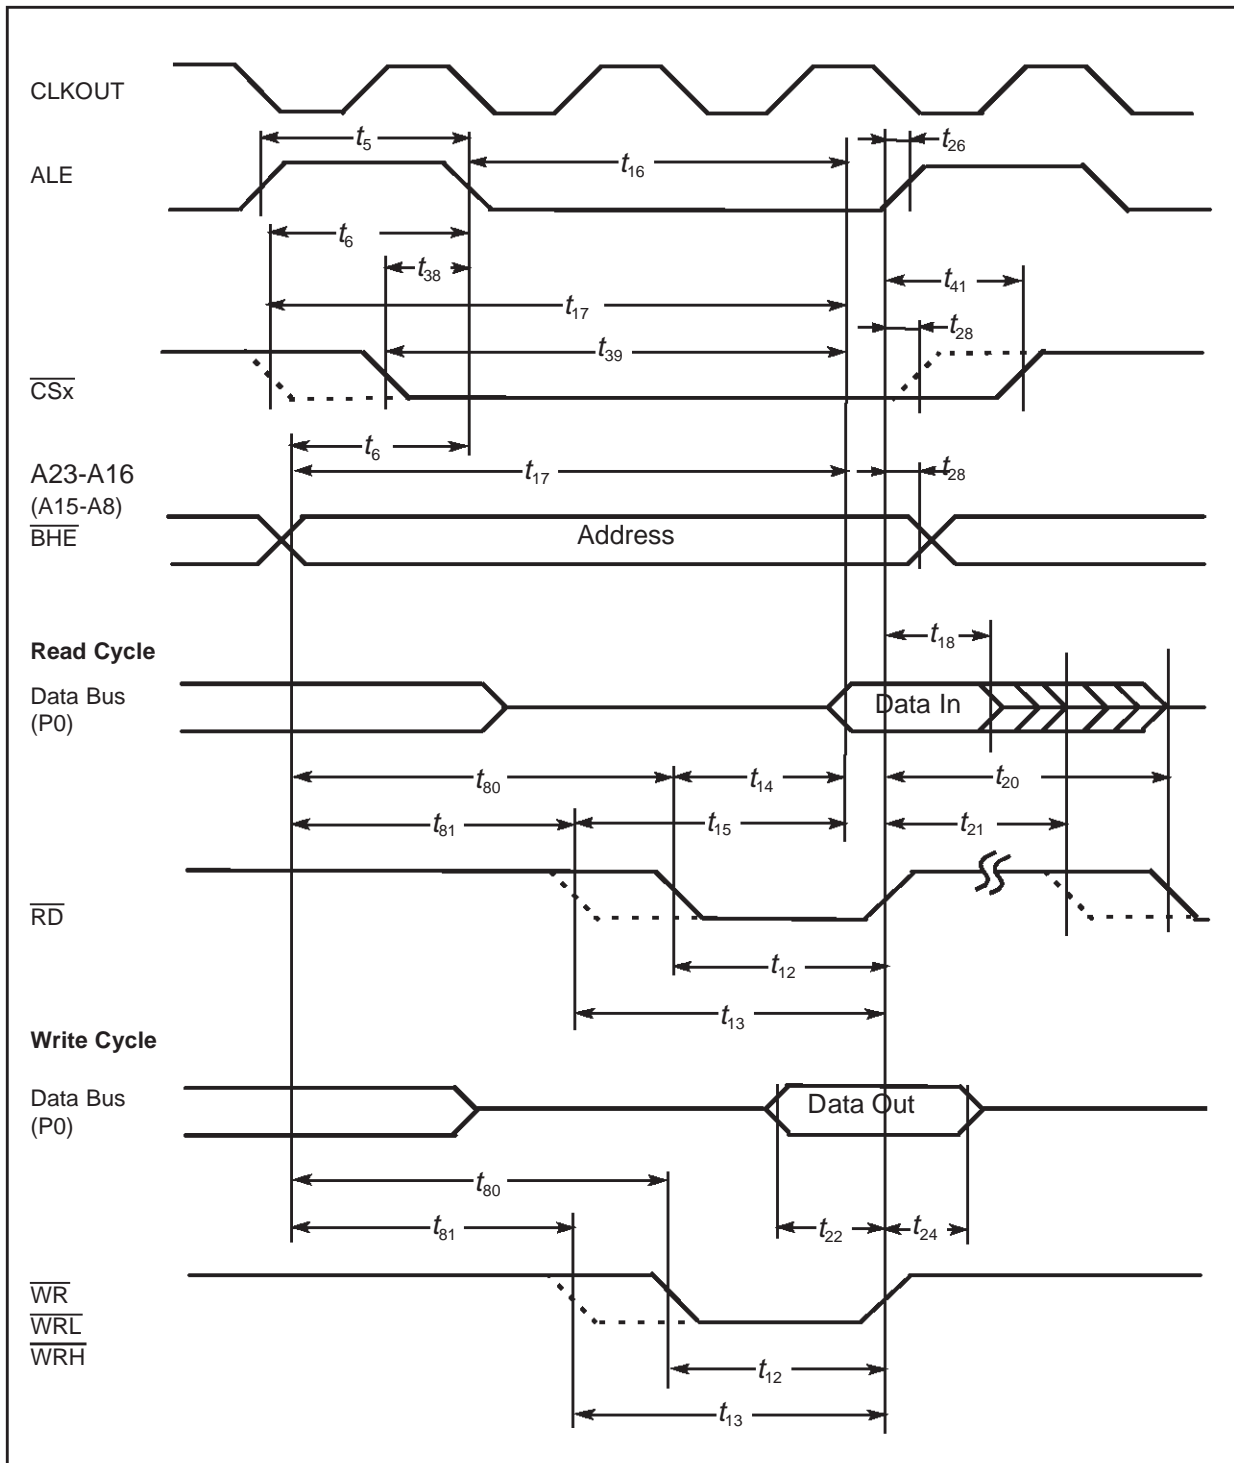 CLKOUT
t5
t26
ALE
t16
t6
t38
t41
t17
t28
t39
CSx
t6
A23-A16
t17
t28
(A15-A8)
BHE
Address
t18
Read Cycle
Data Bus
Data In
(P0)
t80
t14
t20
t81
t15
t21
RD
t12
t13
Write Cycle
Data Bus
Data Out
(P0)
t80
t81
t22
t24
WR
WRL
WRH
t12
t13